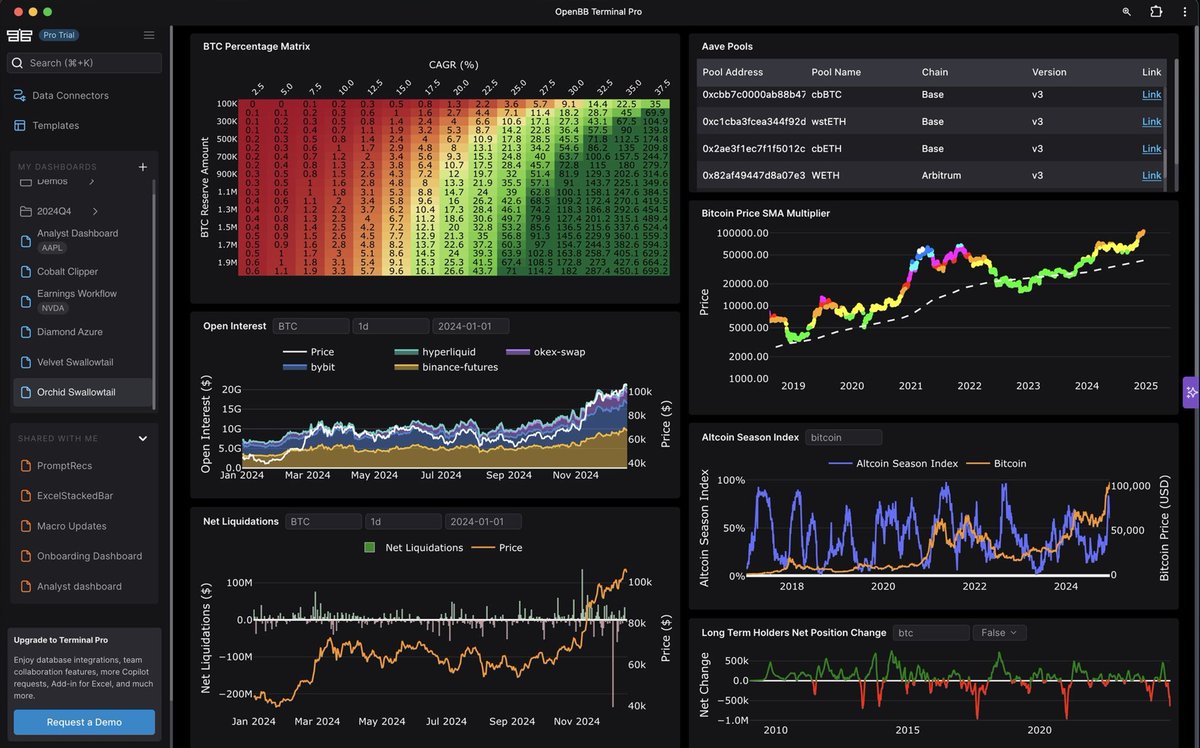 OpenBB Terminal Pro
Pro Trial
Search (⌘+K)
Data Connectors
Templates
MY DASHBOARDS
Demos
2024Q4
Analyst Dashboard
AAPL
Cobalt Clipper
Earnings Workflow
NVDA
Diamond Azure
Velvet Swallowtail
Orchid Swallowtail
SHARED WITH ME
PromptRecs
ExcelStackedBar
Macro Updates
Onboarding Dashboard
Analyst dashboard
Upgrade to Terminal Pro
Enjoy database integrations, team
collaboration features, more Copilot
requests, Add-in for Excel, and much
more.
Request a Demo
BTC Percentage Matrix
CAGR (%)
2.5 5.0 7.5 10.0 12.5 15.0 17.5 20.0 22.5 25.0 27.5 30.0 32.5 35.0 37.5
BTC Reserve Amount
100K 0 0 0.1 0.2 0.3 0.5 0.8 1.3 2.2 3.6 5.7 9.1 14.4 22.5 35
0.1 0.1 0.2 0.3 0.6 1 1.6 2.7 4.4 7.1 11.4 18.2 28.7 45 69.9
300K 0.1 0.2 0.3 0.5 0.8 1.4 2.4 4 6.6 10.6 17.1 27.3 43.1 67.5 104.9
0.1 0.2 0.4 0.7 1.1 1.9 3.2 5.3 8.8 14.2 22.8 36.4 57.5 90 139.8
500K 0.2 0.3 0.5 0.8 1.4 2.4 4 6.7 10.9 17.8 28.5 45.5 71.8 112.5 174.8
0.2 0.3 0.6 1 1.7 2.9 4.8 8 13.1 21.3 34.2 54.6 86.2 135 209.8
700K 0.2 0.4 0.7 1.2 2 3.4 5.6 9.3 15.3 24.8 40 63.7 100.6 157.5 244.7
0.2 0.4 0.8 1.3 2.3 3.8 6.4 10.7 17.5 28.4 45.7 72.8 115 180 279.7
900K 0.3 0.5 0.8 1.5 2.6 4.3 7.2 12 19.7 32 51.4 81.9 129.3 202.6 314.6
0.3 0.5 1 1.6 2.8 4.8 8 13.3 21.9 35.5 57.1 91 143.7 225.1 349.6
1.1M 0.3 0.6 1 1.8 3.1 5.3 8.8 14.7 24 39 62.8 100.1 158.1 247.6 384.5
0.4 0.6 1.1 2 3.4 5.8 9.6 16 26.2 42.6 68.5 109.2 172.4 270.1 419.5
1.3M 0.4 0.7 1.2 2.2 3.7 6.2 10.4 17.3 28.4 46.1 74.2 118.3 186.8 292.6 454.5
0.4 0.8 1.3 2.3 4 6.7 11.2 18.6 30.6 49.7 79.9 127.4 201.2 315.1 489.4
1.5M 0.4 0.8 1.4 2.5 4.2 7.2 12.1 20 32.8 53.2 85.6 136.5 215.6 337.6 524.4
0.5 0.9 1.5 2.6 4.5 7.7 12.9 21.3 35 56.8 91.3 145.6 229.9 360.1 559.3
1.7M 0.5 0.9 1.6 2.8 4.8 8.2 13.7 22.6 37.2 60.3 97 154.7 244.3 382.6 594.3
0.5 1 1.7 3 5.1 8.6 14.5 24 39.3 63.9 102.7 163.8 258.7 405.1 629.2
1.9M 0.6 1 1.8 3.1 5.4 9.1 15.3 25.3 41.5 67.4 108.5 172.8 273 427.6 664.2
0.6 1.1 1.9 3.3 5.7 9.6 16.1 26.6 43.7 71 114.2 182 287.4 450.1 699.2
Open Interest BTC 1d 2024-01-01
Price hyperliquid okex-swap
bybit binance-futures
Open Interest ($)
20G
15G
10G
5.0G
0.0
100k
80k
60k
40k
Price ($)
Jan 2024 Mar 2024 May 2024 Jul 2024 Sep 2024 Nov 2024
Net Liquidations BTC 1d 2024-01-01
Net Liquidations Price
Net Liquidations ($)
100M
0.0
−100M
−200M
100k
80k
60k
40k
Price ($)
Jan 2024 Mar 2024 May 2024 Jul 2024 Sep 2024 Nov 2024
Aave Pools
Pool Address Pool Name Chain Version Link
0xcbb7c0000ab88b47 cbBTC Base v3 Link
0xc1cba3fcea344f92d wstETH Base v3 Link
0x2ae3f1ec7f1f5012c cbETH Base v3 Link
0x82af49447d8a07e3 WETH Arbitrum v3 Link
Bitcoin Price SMA Multiplier
Price
100000.00
50000.00
20000.00
10000.00
5000.00
2000.00
1000.00
2019 2020 2021 2022 2023 2024 2025
Altcoin Season Index bitcoin
Altcoin Season Index Bitcoin
Altcoin Season Index
100%
50%
0%
100,000
50,000
0
Bitcoin Price (USD)
2018 2020 2022 2024
Long Term Holders Net Position Change btc False
Net Change
500k
0.0
−500k
−1.0M
2010 2015 2020